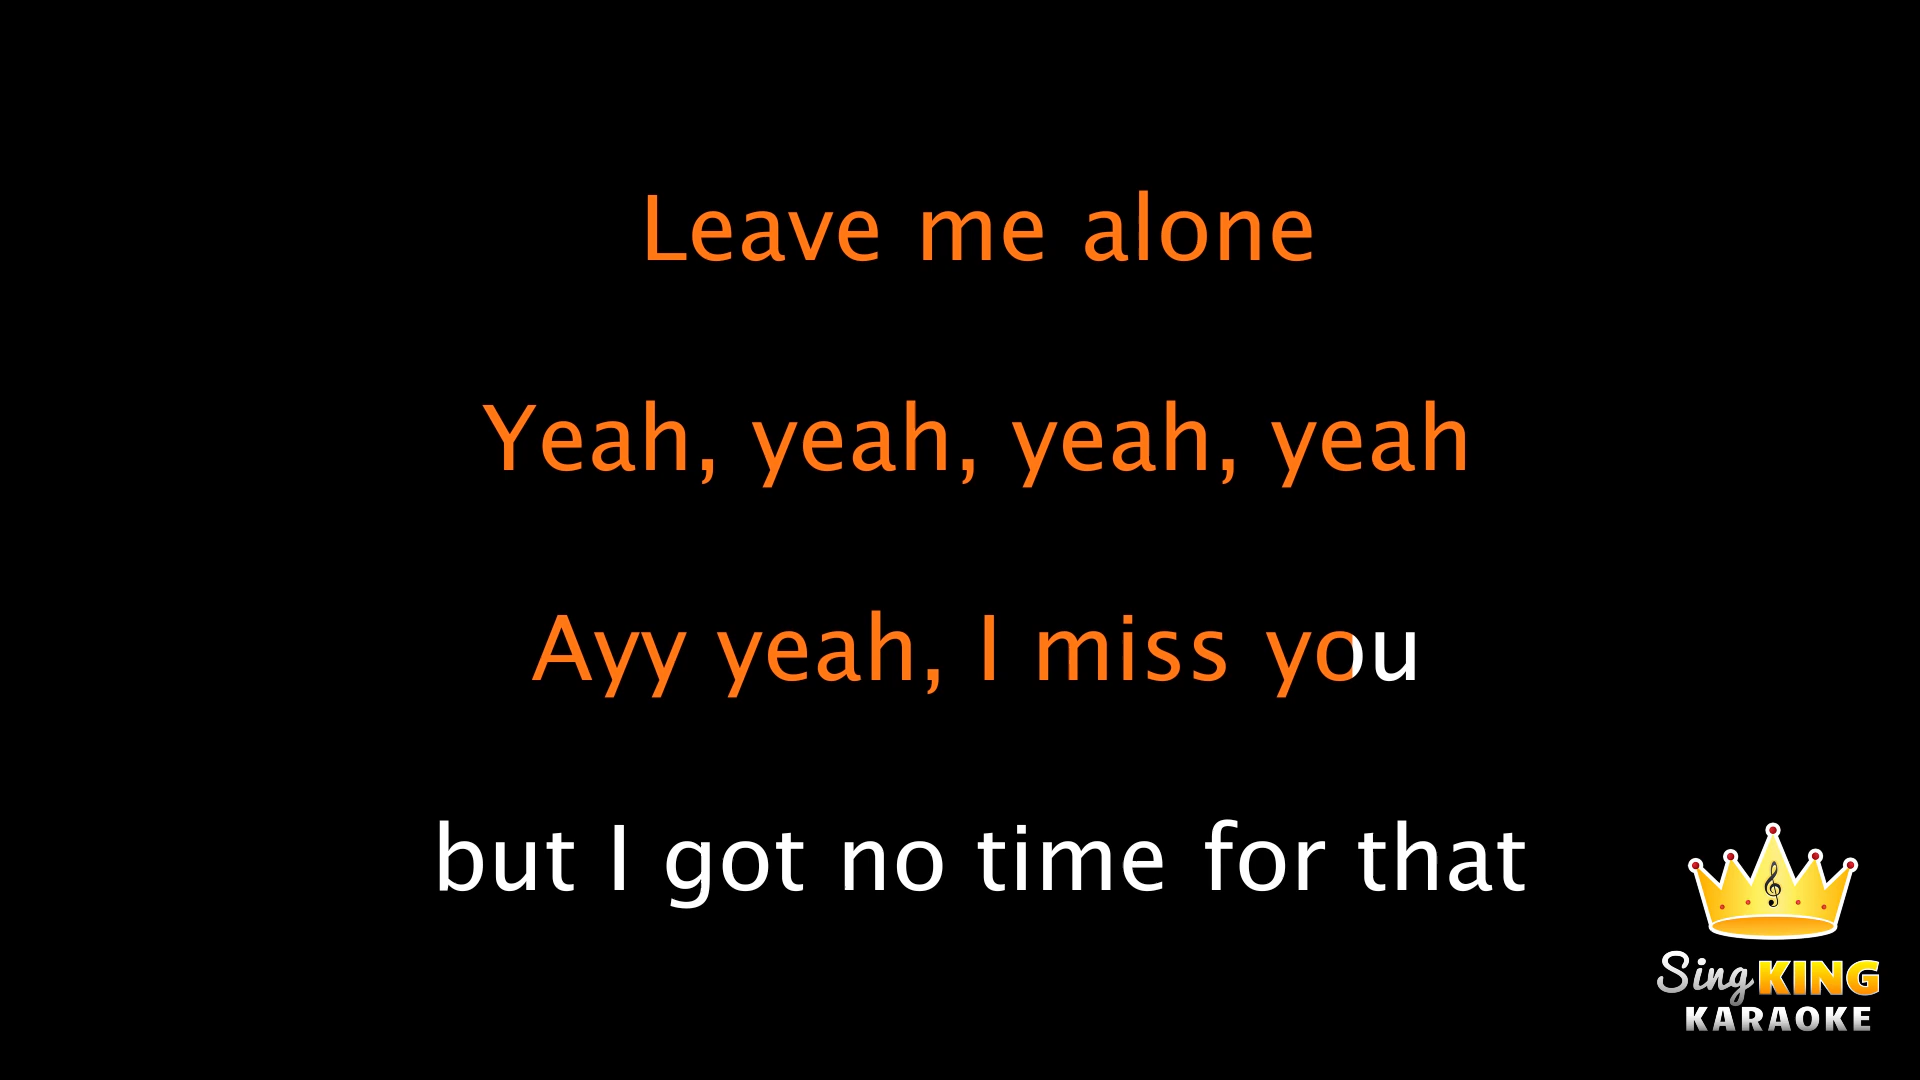 Leave me alone
Yeah, yeah, yeah, yeah
Ayy yeah, I miss you
but I got no time for that
Sing KING
KARAOKE